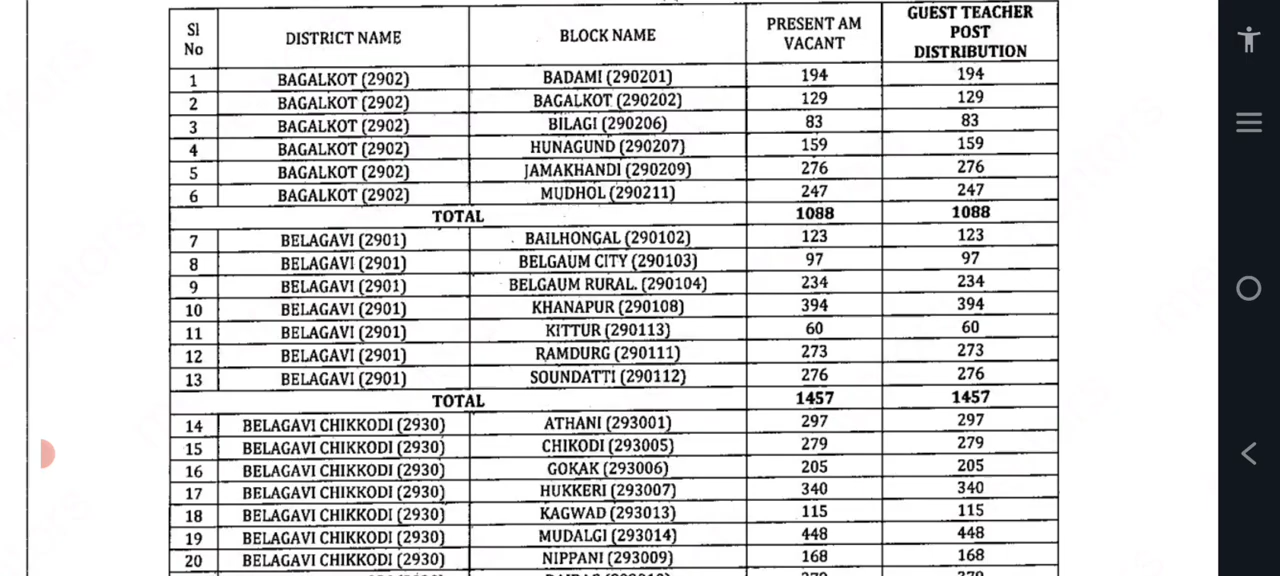 Sl No DISTRICT NAME BLOCK NAME PRESENT AM VACANT GUEST TEACHER POST DISTRIBUTION
1 BAGALKOT (2902) BADAMI (290201) 194 194
2 BAGALKOT (2902) BAGALKOT (290202) 129 129
3 BAGALKOT (2902) BILAGI (290206) 83 83
4 BAGALKOT (2902) HUNAGUND (290207) 159 159
5 BAGALKOT (2902) JAMAKHANDI (290209) 276 276
6 BAGALKOT (2902) MUDHOL (290211) 247 247
TOTAL 1088 1088
7 BELAGAVI (2901) BAILHONGAL (290102) 123 123
8 BELAGAVI (2901) BELGAUM CITY (290103) 97 97
9 BELAGAVI (2901) BELGAUM RURAL. (290104) 234 234
10 BELAGAVI (2901) KHANAPUR (290108) 394 394
11 BELAGAVI (2901) KITTUR (290113) 60 60
12 BELAGAVI (2901) RAMDURG (290111) 273 273
13 BELAGAVI (2901) SOUNDATTI (290112) 276 276
TOTAL 1457 1457
14 BELAGAVI CHIKKODI (2930) ATHANI (293001) 297 297
15 BELAGAVI CHIKKODI (2930) CHIKODI (293005) 279 279
16 BELAGAVI CHIKKODI (2930) GOKAK (293006) 205 205
17 BELAGAVI CHIKKODI (2930) HUKKERI (293007) 340 340
18 BELAGAVI CHIKKODI (2930) KAGWAD (293013) 115 115
19 BELAGAVI CHIKKODI (2930) MUDALGI (293014) 448 448
20 BELAGAVI CHIKKODI (2930) NIPPANI (293009) 168 168